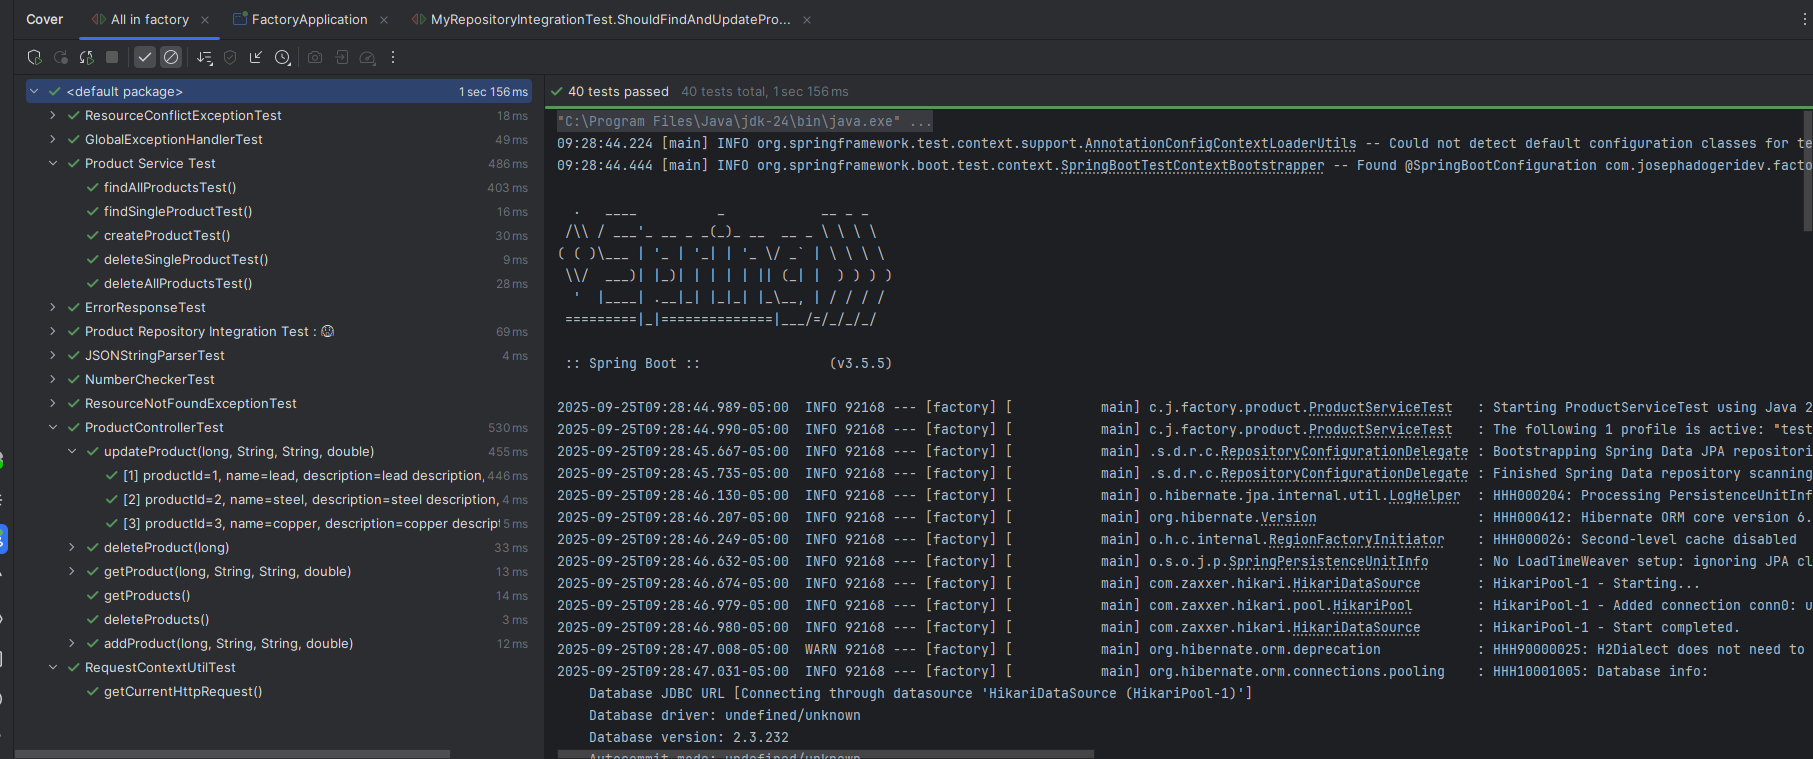 Cover
All in factory
FactoryApplication
MyRepositoryIntegrationTest.ShouldFindAndUpdatePro...
<default package> 1 sec 156 ms
ResourceConflictExceptionTest 18 ms
GlobalExceptionHandlerTest 49 ms
Product Service Test 486 ms
findAllProductsTest() 403 ms
findSingleProductTest() 16 ms
createProductTest() 30 ms
deleteSingleProductTest() 9 ms
deleteAllProductsTest() 28 ms
ErrorResponseTest
Product Repository Integration Test : 69 ms
JSONStringParserTest 4 ms
NumberCheckerTest
ResourceNotFoundExceptionTest
ProductControllerTest 530 ms
updateProduct(long, String, String, double) 455 ms
[1] productId=1, name=lead, description=lead description, 446 ms
[2] productId=2, name=steel, description=steel description, 4 ms
[3] productId=3, name=copper, description=copper descript 5 ms
deleteProduct(long) 33 ms
getProduct(long, String, String, double) 13 ms
getProducts() 14 ms
deleteProducts() 3 ms
addProduct(long, String, String, double) 12 ms
RequestContextUtilTest
getCurrentHttpRequest()
40 tests passed 40 tests total, 1 sec 156 ms
"C:\Program Files\Java\jdk-24\bin\java.exe" ...
09:28:44.224 [main] INFO org.springframework.test.context.support.AnnotationConfigContextLoaderUtils -- Could not detect default configuration classes for te
09:28:44.444 [main] INFO org.springframework.boot.test.context.SpringBootTestContextBootstrapper -- Found @SpringBootConfiguration com.josephadogeridev.facto
  .   ____          _            __ _ _
 /\\ / ___'_ __ _ _(_)_ __  __ _ \ \ \ \
( ( )\___ | '_ | '_| | '_ \/ _` | \ \ \ \
 \\/  ___)| |_)| | | | | || (_| |  ) ) ) )
  '  |____| .__|_| |_|_| |_\__, | / / / /
 =========|_|==============|___/=/_/_/_/
:: Spring Boot :: (v3.5.5)
2025-09-25T09:28:44.989-05:00 INFO 92168 --- [factory] [ main] c.j.factory.product.ProductServiceTest : Starting ProductServiceTest using Java 2
2025-09-25T09:28:44.990-05:00 INFO 92168 --- [factory] [ main] c.j.factory.product.ProductServiceTest : The following 1 profile is active: "test
2025-09-25T09:28:45.667-05:00 INFO 92168 --- [factory] [ main] .s.d.r.c.RepositoryConfigurationDelegate : Bootstrapping Spring Data JPA repositori
2025-09-25T09:28:45.735-05:00 INFO 92168 --- [factory] [ main] .s.d.r.c.RepositoryConfigurationDelegate : Finished Spring Data repository scanning
2025-09-25T09:28:46.130-05:00 INFO 92168 --- [factory] [ main] o.hibernate.jpa.internal.util.LogHelper : HHH000204: Processing PersistenceUnitInf
2025-09-25T09:28:46.207-05:00 INFO 92168 --- [factory] [ main] org.hibernate.Version : HHH000412: Hibernate ORM core version 6.
2025-09-25T09:28:46.249-05:00 INFO 92168 --- [factory] [ main] o.h.c.internal.RegionFactoryInitiator : HHH000026: Second-level cache disabled
2025-09-25T09:28:46.632-05:00 INFO 92168 --- [factory] [ main] o.s.o.j.p.SpringPersistenceUnitInfo : No LoadTimeWeaver setup: ignoring JPA cl
2025-09-25T09:28:46.674-05:00 INFO 92168 --- [factory] [ main] com.zaxxer.hikari.HikariDataSource : HikariPool-1 - Starting...
2025-09-25T09:28:46.979-05:00 INFO 92168 --- [factory] [ main] com.zaxxer.hikari.pool.HikariPool : HikariPool-1 - Added connection conn0: u
2025-09-25T09:28:46.980-05:00 INFO 92168 --- [factory] [ main] com.zaxxer.hikari.HikariDataSource : HikariPool-1 - Start completed.
2025-09-25T09:28:47.008-05:00 WARN 92168 --- [factory] [ main] org.hibernate.orm.deprecation : HHH90000025: H2Dialect does not need to
2025-09-25T09:28:47.031-05:00 INFO 92168 --- [factory] [ main] org.hibernate.orm.connections.pooling : HHH10001005: Database info:
Database JDBC URL [Connecting through datasource 'HikariDataSource (HikariPool-1)']
Database driver: undefined/unknown
Database version: 2.3.232
Autocommit mode: undefined/unknown